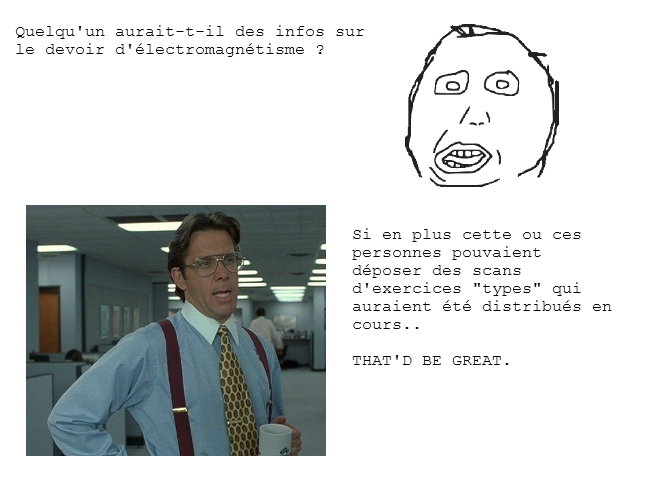 Quelqu'un aurait-t-il des infos sur
le devoir d'électromagnétisme ?
Si en plus cette ou ces
personnes pouvaient
déposer des scans
d'exercices "types" qui
auraient été distribués en
cours..
THAT'D BE GREAT.